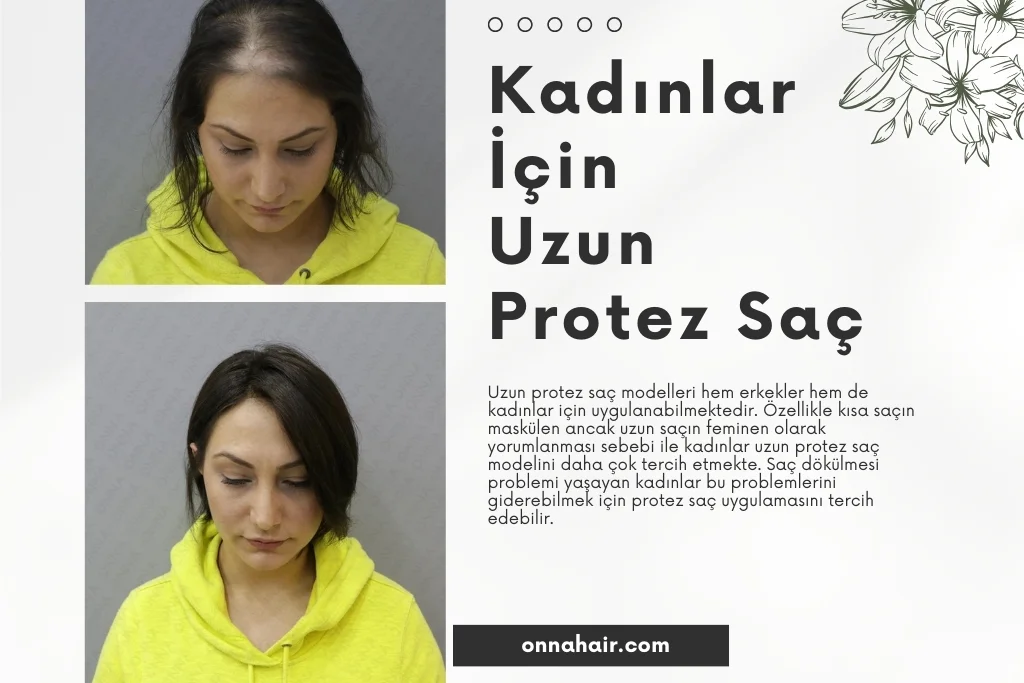 Kadınlar
İçin
Uzun
Protez Saç
Uzun protez saç modelleri hem erkekler hem de
kadınlar için uygulanabilmektedir. Özellikle kısa saçın
maskülen ancak uzun saçın feminen olarak
yorumlanması sebebi ile kadınlar uzun protez saç
modelini daha çok tercih etmekte. Saç dökülmesi
problemi yaşayan kadınlar bu problemlerini
giderebilmek için protez saç uygulamasını tercih
edebilir.
onnahair.com